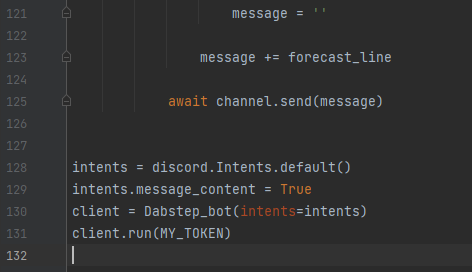 121 message = ''
122
123 message += forecast_line
124
125 await channel.send(message)
126
127
128 intents = discord.Intents.default()
129 intents.message_content = True
130 client = Dabstep_bot(intents=intents)
131 client.run(MY_TOKEN)
132